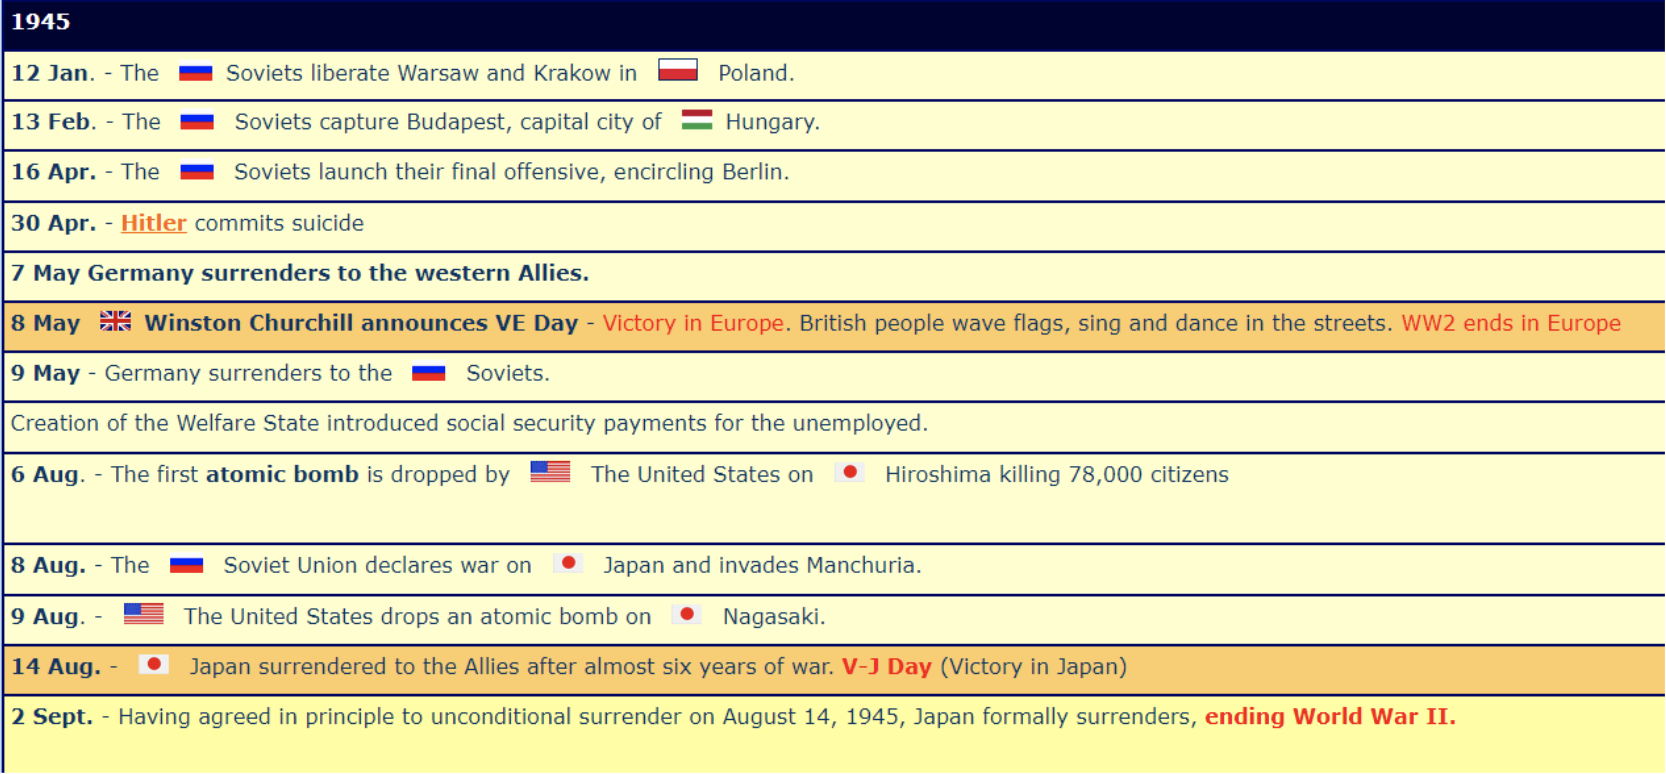 1945
12 Jan. - The Soviets liberate Warsaw and Krakow in Poland.
13 Feb. - The Soviets capture Budapest, capital city of Hungary.
16 Apr. - The Soviets launch their final offensive, encircling Berlin.
30 Apr. - Hitler commits suicide
7 May Germany surrenders to the western Allies.
8 May Winston Churchill announces VE Day - Victory in Europe. British people wave flags, sing and dance in the streets. WW2 ends in Europe
9 May - Germany surrenders to the Soviets.
Creation of the Welfare State introduced social security payments for the unemployed.
6 Aug. - The first atomic bomb is dropped by The United States on Hiroshima killing 78,000 citizens
8 Aug. - The Soviet Union declares war on Japan and invades Manchuria.
9 Aug. - The United States drops an atomic bomb on Nagasaki.
14 Aug. - Japan surrendered to the Allies after almost six years of war. V-J Day (Victory in Japan)
2 Sept. - Having agreed in principle to unconditional surrender on August 14, 1945, Japan formally surrenders, ending World War II.